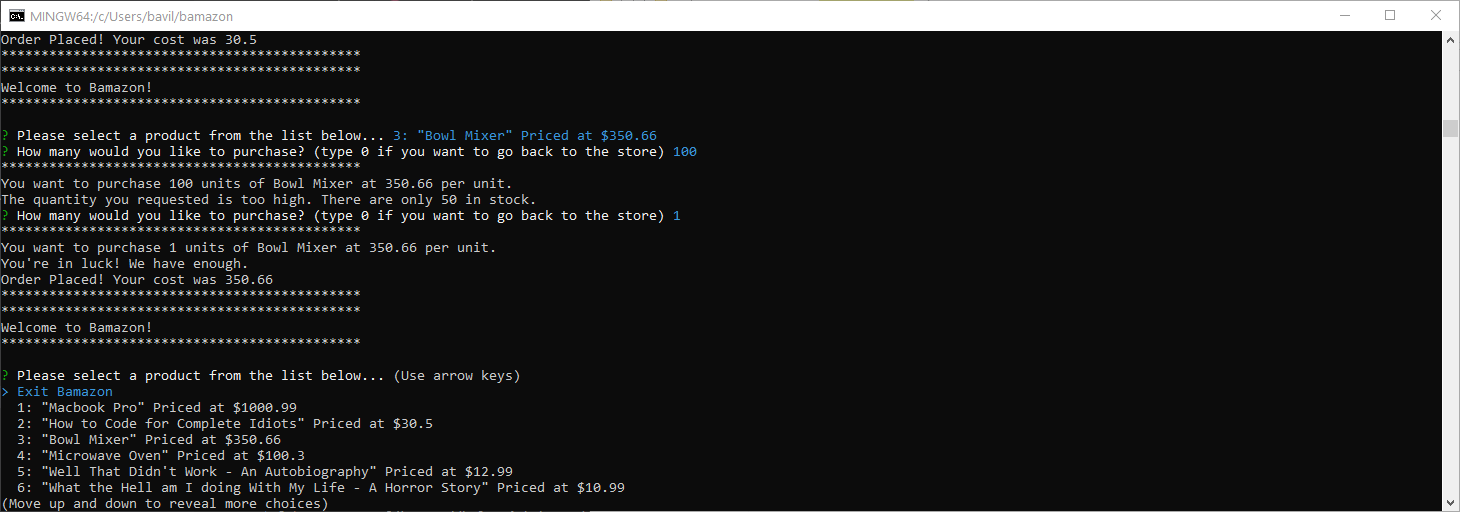 MINGW64:/c/Users/bavil/bamazon
Order Placed! Your cost was 30.5
*********************************************
*********************************************
Welcome to Bamazon!
*********************************************
? Please select a product from the list below... 3: "Bowl Mixer" Priced at $350.66
? How many would you like to purchase? (type 0 if you want to go back to the store) 100
*********************************************
You want to purchase 100 units of Bowl Mixer at 350.66 per unit.
The quantity you requested is too high. There are only 50 in stock.
? How many would you like to purchase? (type 0 if you want to go back to the store) 1
*********************************************
You want to purchase 1 units of Bowl Mixer at 350.66 per unit.
You're in luck! We have enough.
Order Placed! Your cost was 350.66
*********************************************
*********************************************
Welcome to Bamazon!
*********************************************
? Please select a product from the list below... (Use arrow keys)
> Exit Bamazon
1: "Macbook Pro" Priced at $1000.99
2: "How to Code for Complete Idiots" Priced at $30.5
3: "Bowl Mixer" Priced at $350.66
4: "Microwave Oven" Priced at $100.3
5: "Well That Didn't Work - An Autobiography" Priced at $12.99
6: "What the Hell am I doing With My Life - A Horror Story" Priced at $10.99
(Move up and down to reveal more choices)